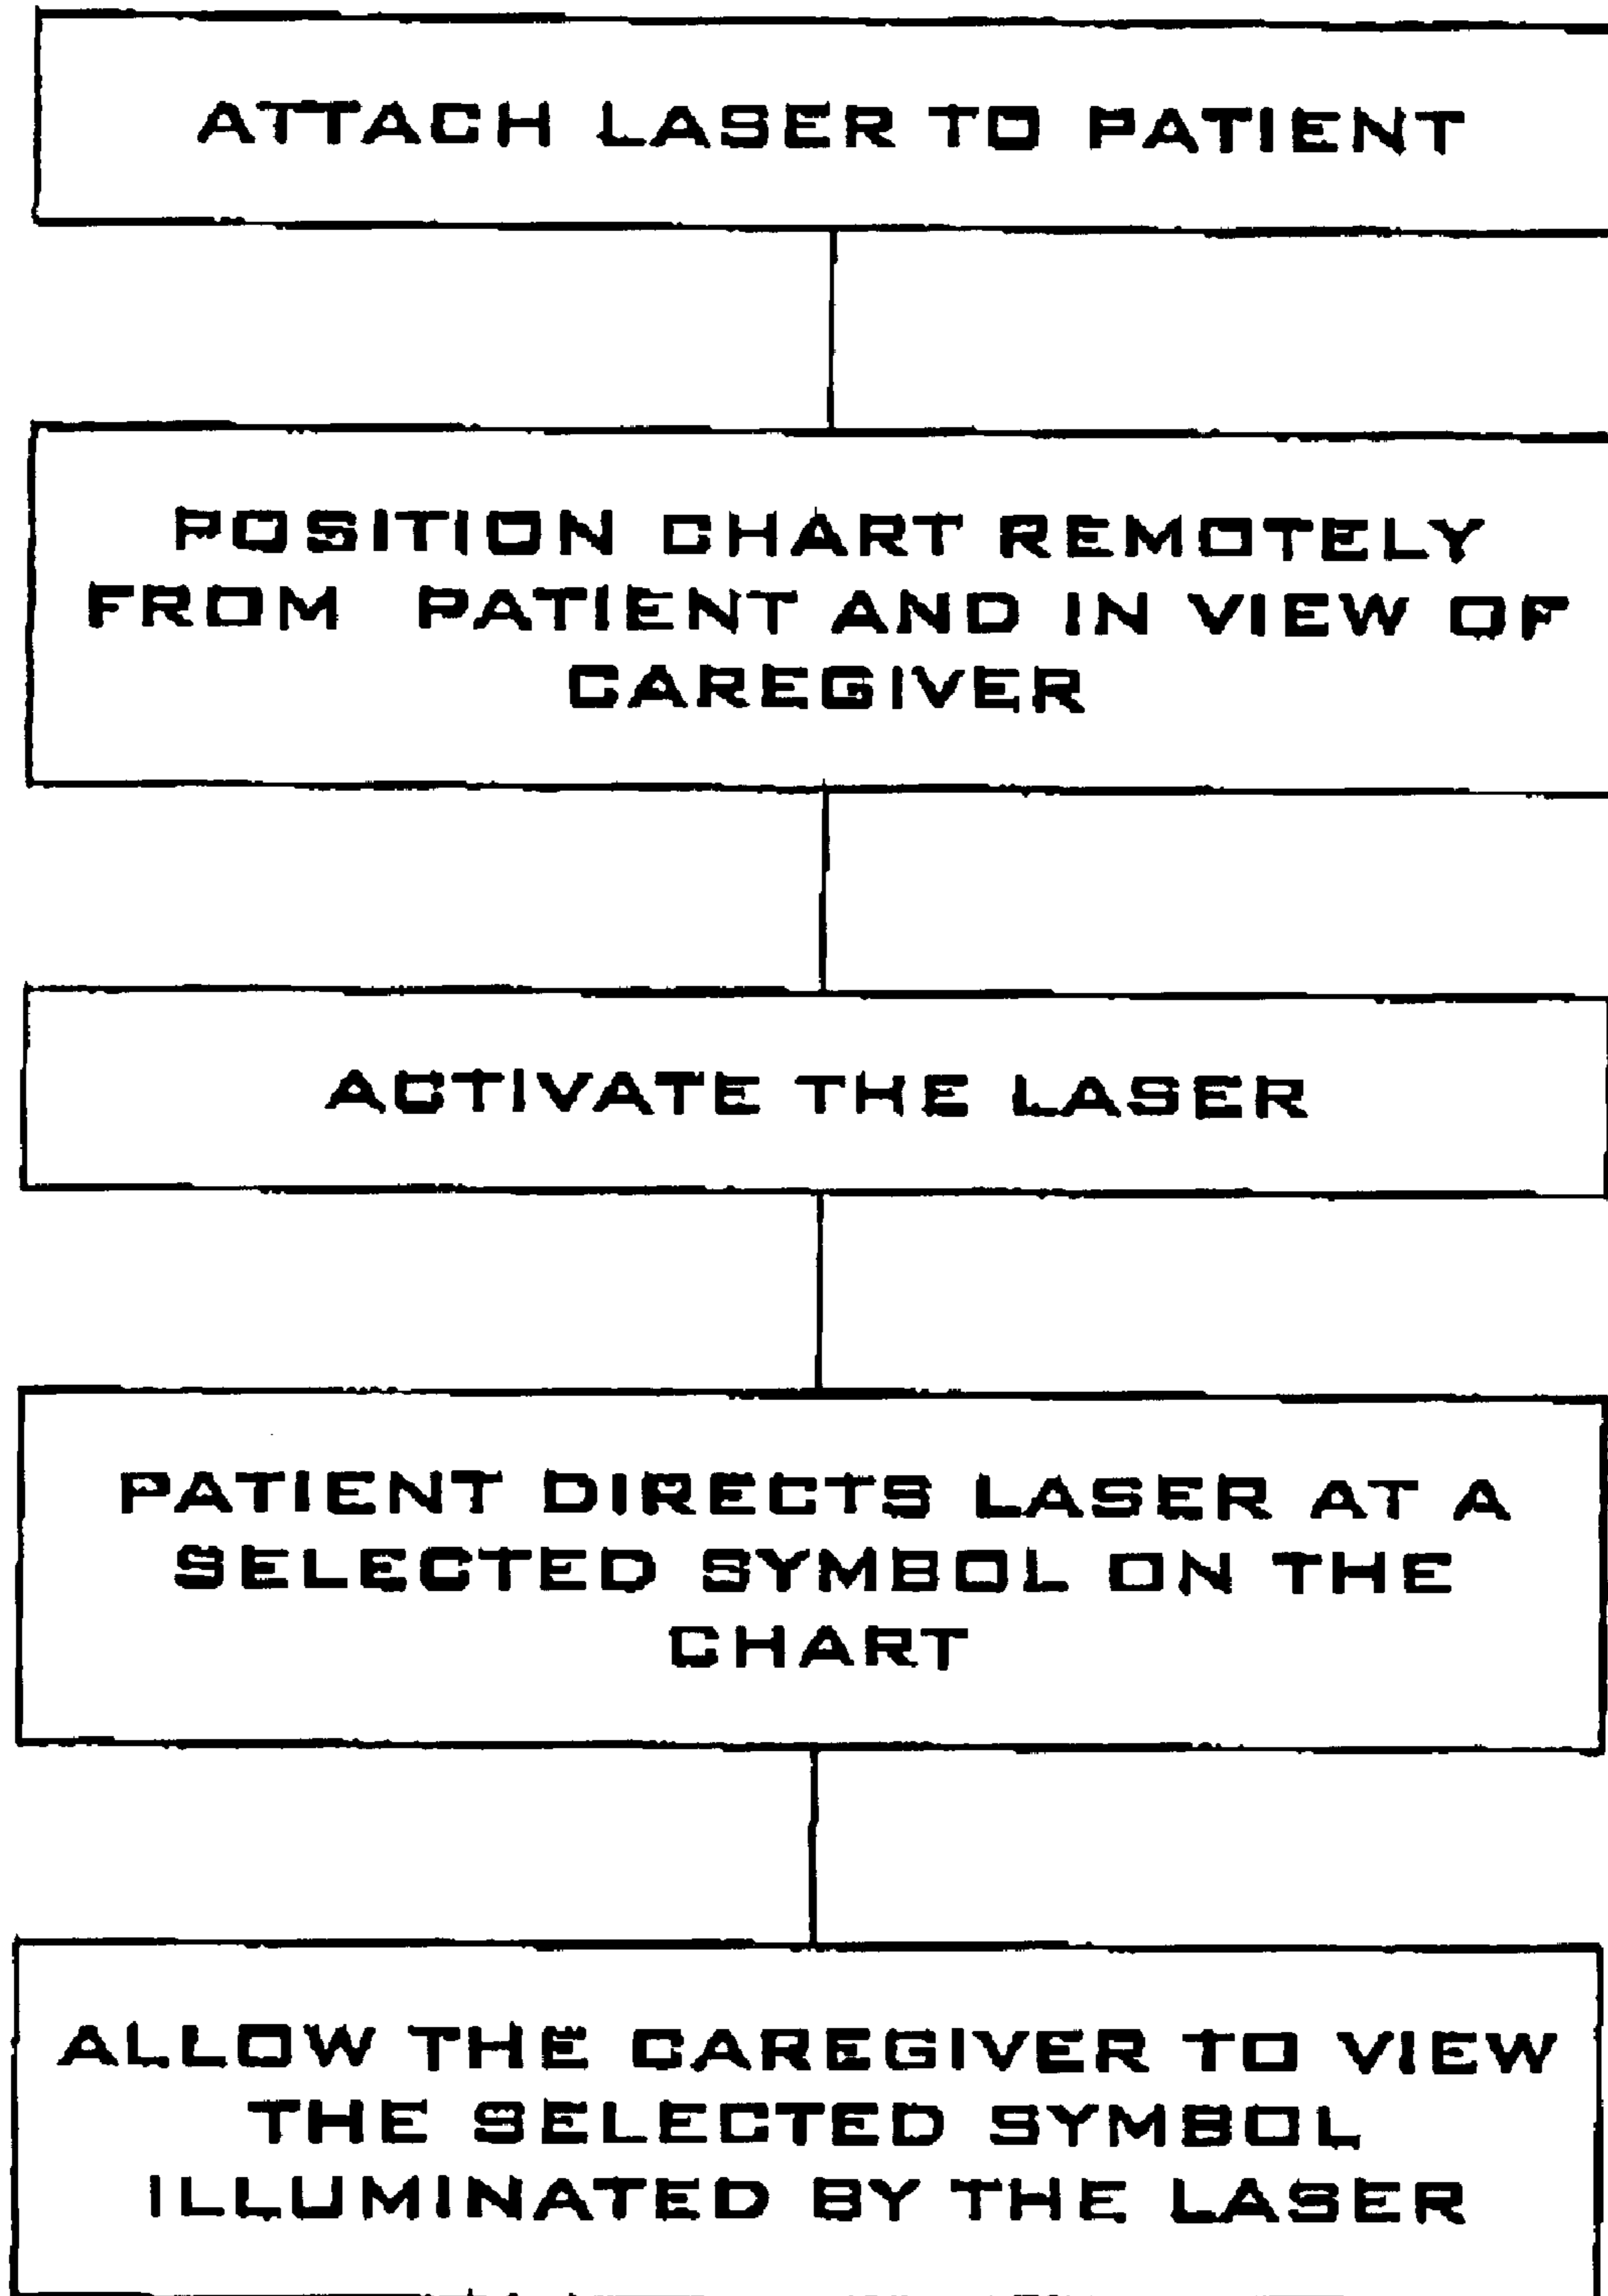 ATTACH LASER TO PATIENT
POSITION CHART REMOTELY
FROM PATIENT AND IN VIEW OF
CAREGIVER
ACTIVATE THE LASER
PATIENT DIRECTS LASER AT A
SELECTED SYMBOL ON THE
CHART
ALLOW THE CAREGIVER TO VIEW
THE SELECTED SYMBOL
ILLUMINATED BY THE LASER